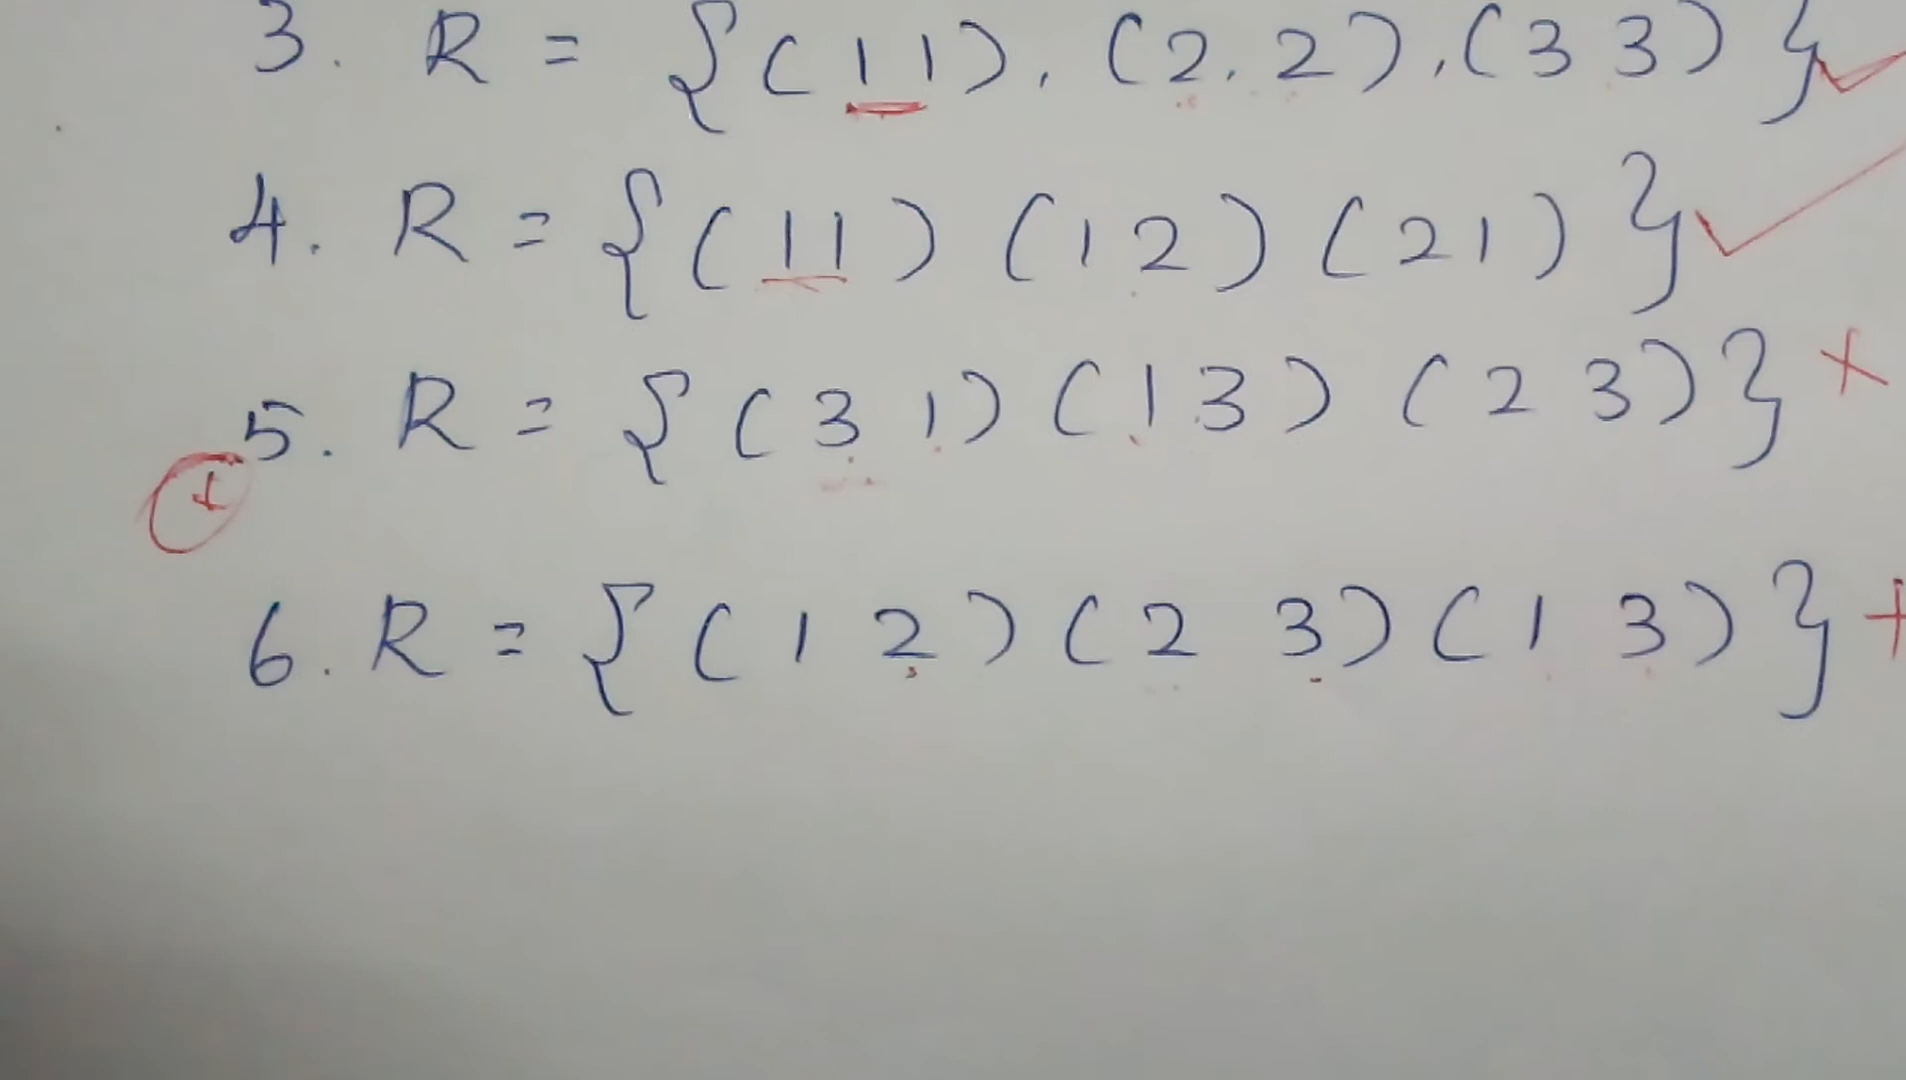 3. R = {(1 1), (2, 2), (3 3)} ✓
4. R = {(1 1) (1 2) (2 1)} ✓
5. R = {(3 1) (1 3) (2 3)} ×
6. R = {(1 2) (2 3) (1 3)} +